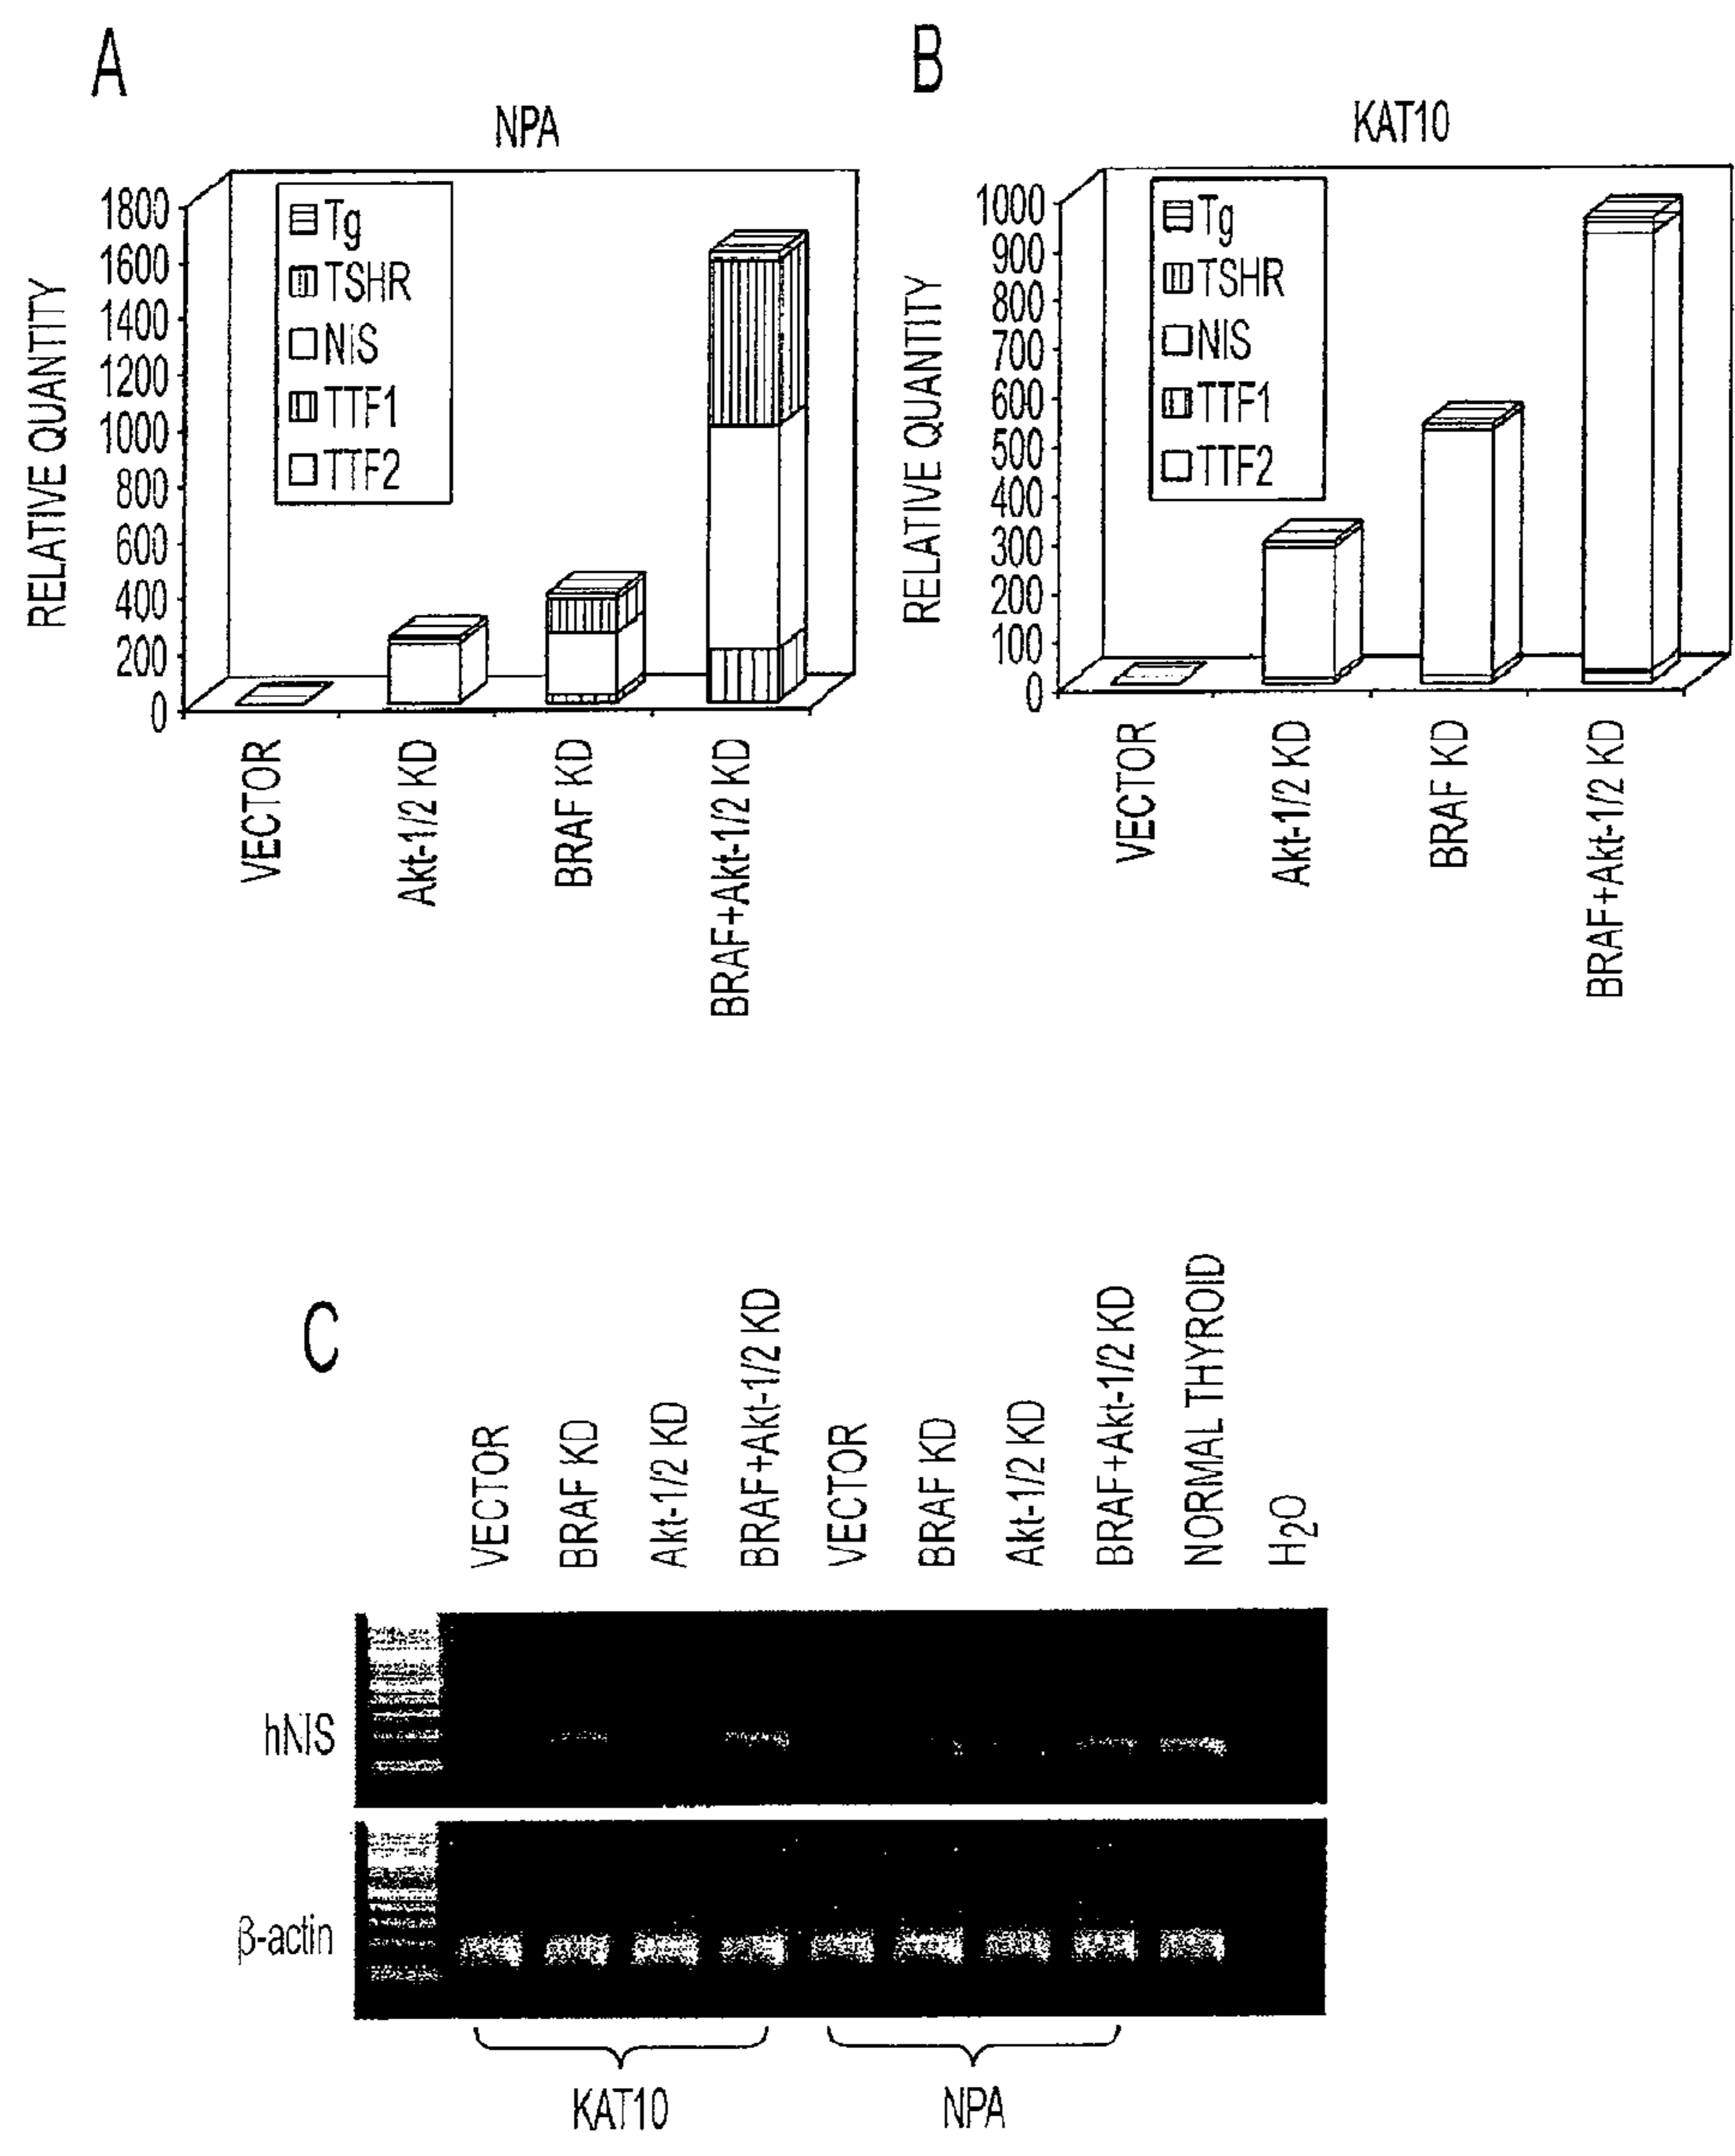 A
NPA
RELATIVE QUANTITY
1800
1600
1400
1200
1000
800
600
400
200
0
Tg
TSHR
NIS
TTF1
TTF2
VECTOR
Akt-1/2 KD
BRAF KD
BRAF+Akt-1/2 KD
B
KAT10
RELATIVE QUANTITY
1000
900
800
700
600
500
400
300
200
100
0
Tg
TSHR
NIS
TTF1
TTF2
VECTOR
Akt-1/2 KD
BRAF KD
BRAF+Akt-1/2 KD
C
VECTOR
BRAF KD
Akt-1/2 KD
BRAF+Akt-1/2 KD
VECTOR
BRAF KD
Akt-1/2 KD
BRAF+Akt-1/2 KD
NORMAL THYROID
H₂O
hNIS
β-actin
KAT10
NPA